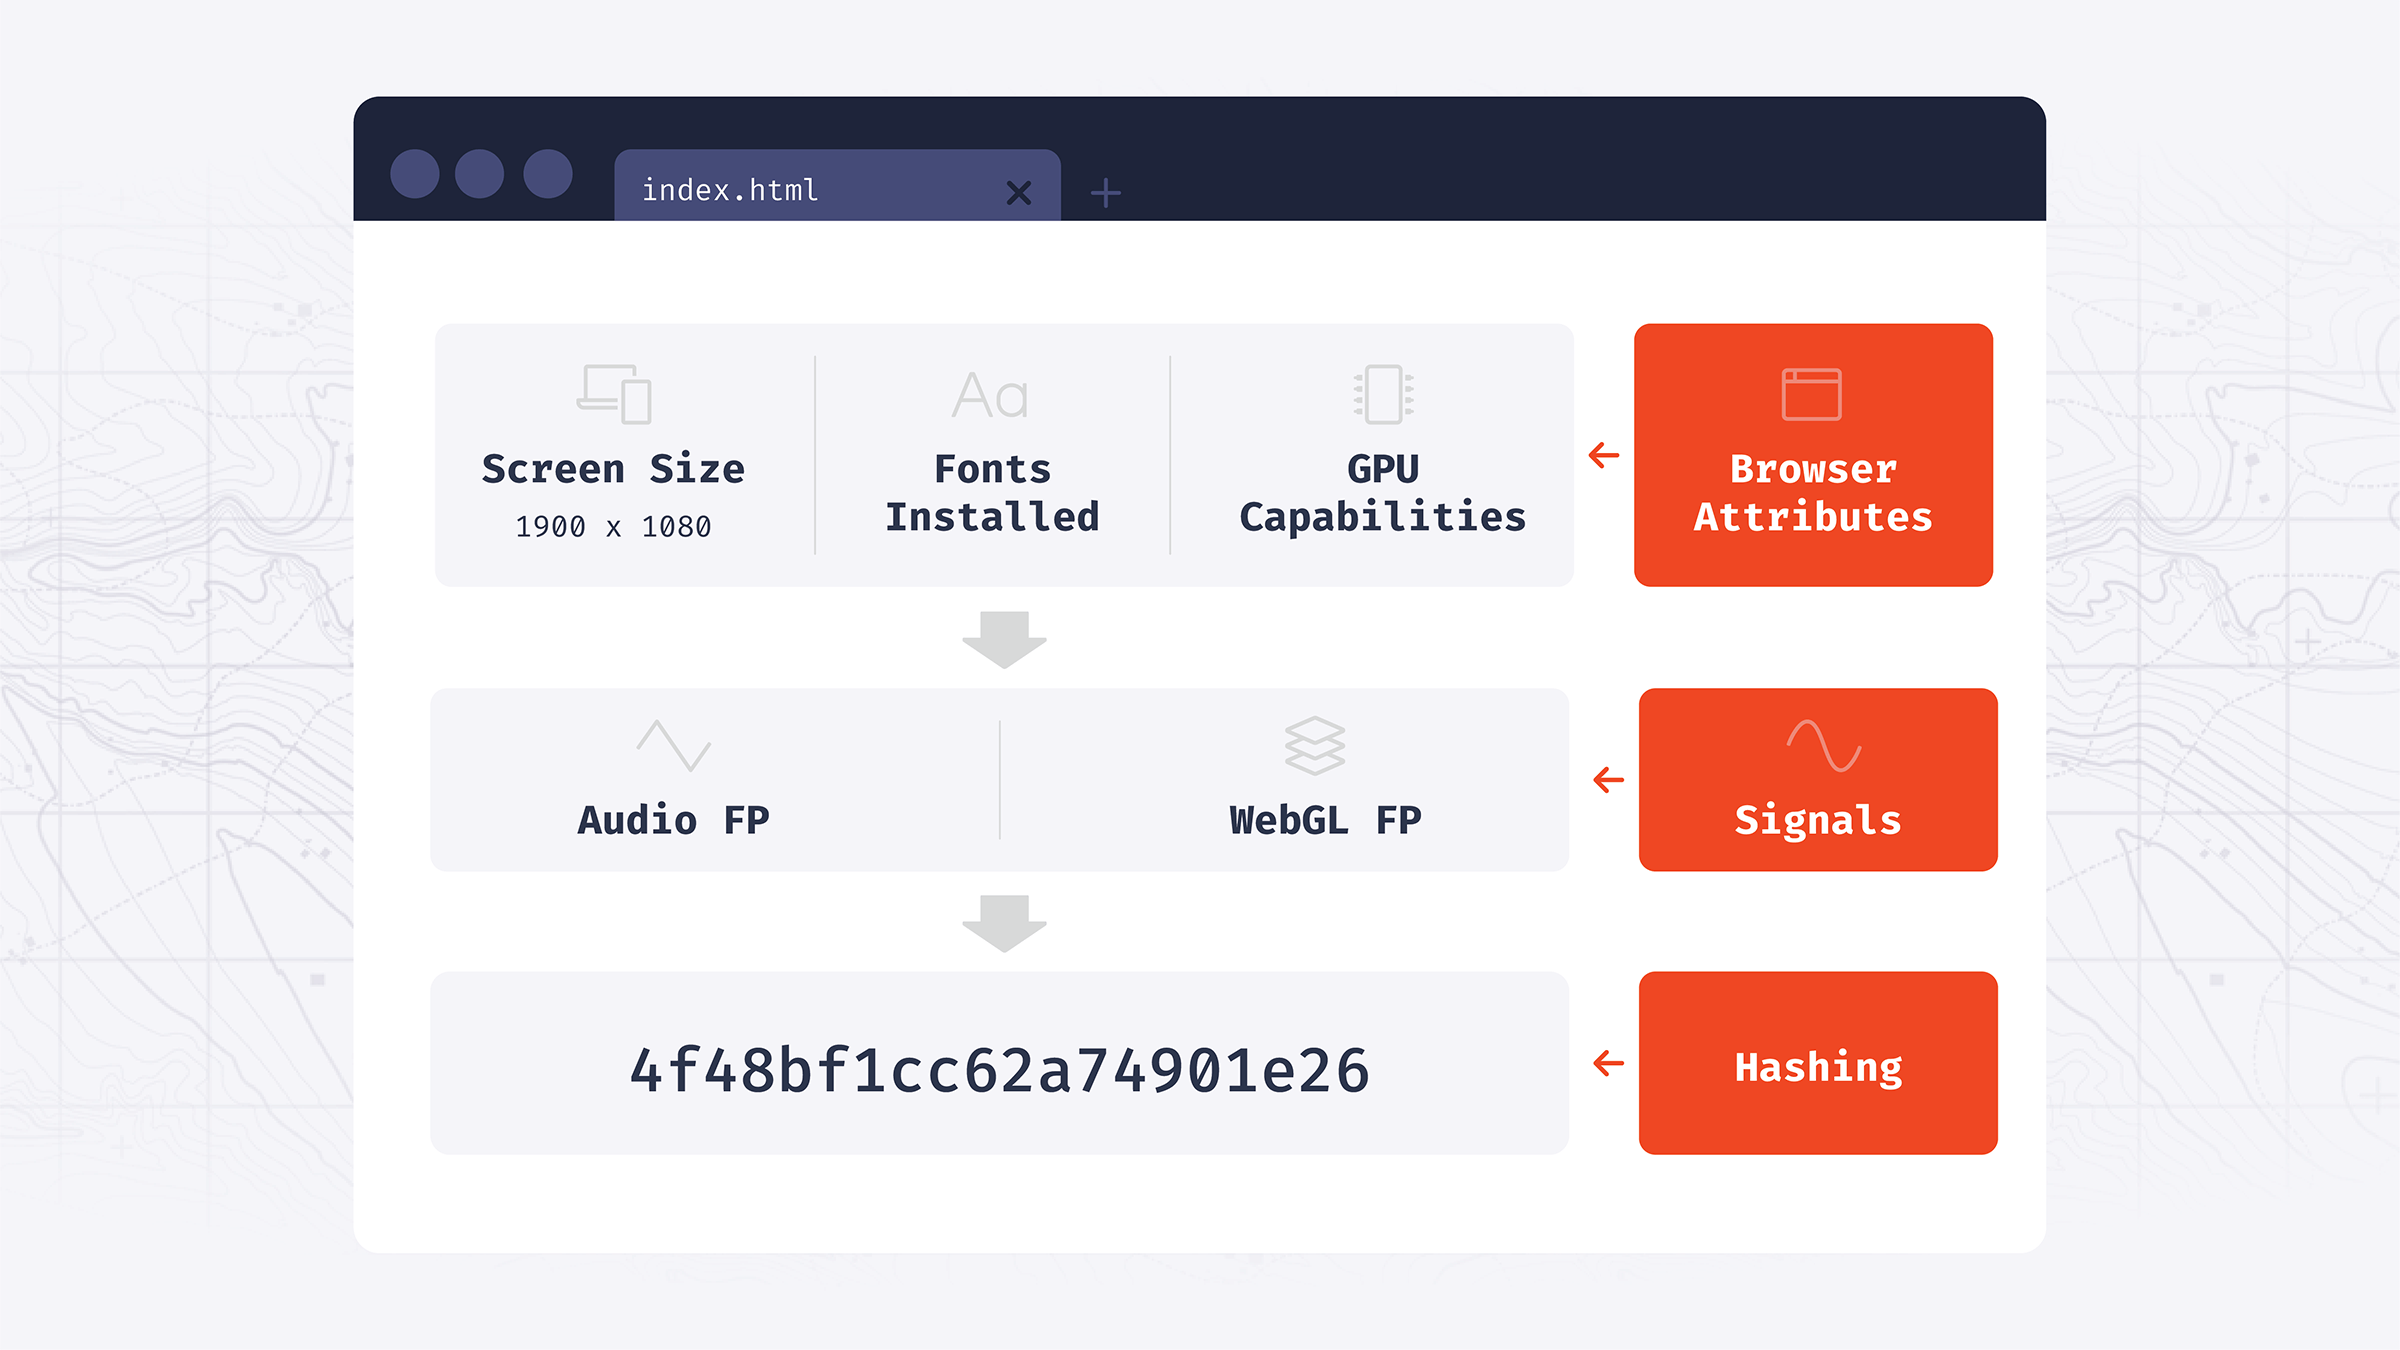 index.html
Screen Size
1900 x 1080
Fonts
Installed
GPU
Capabilities
Browser
Attributes
Audio FP
WebGL FP
Signals
4f48bf1cc62a74901e26
Hashing